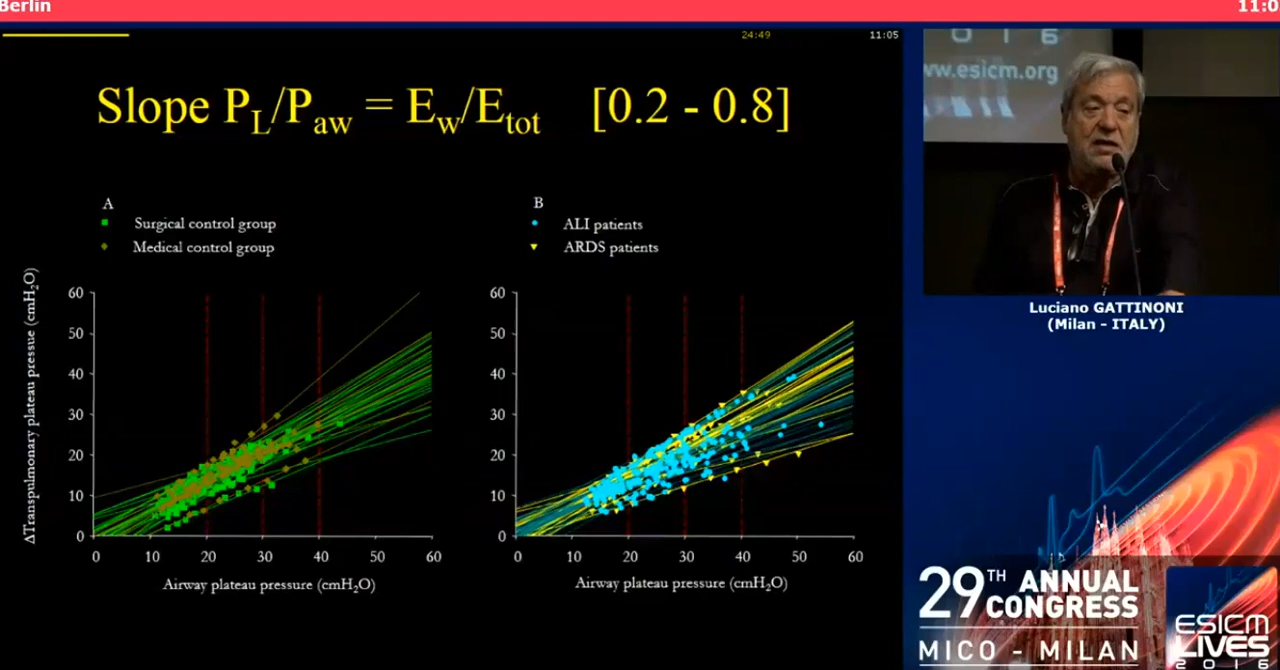 Berlin
11:0
24:49
11:05
Slope P_L/P_aw = E_w/E_tot [0.2 - 0.8]
A
Surgical control group
Medical control group
B
ALI patients
ARDS patients
ΔTranspulmonary plateau pressue (cmH₂O)
60
50
40
30
20
10
0
0 10 20 30 40 50 60
Airway plateau pressure (cmH₂O)
60
50
40
30
20
10
0
0 10 20 30 40 50 60
Airway plateau pressure (cmH₂O)
0 1 6
ww.esicm.org
Luciano GATTINONI
(Milan - ITALY)
29TH ANNUAL
CONGRESS
MICO - MILAN
ESICM
LIVES
2016